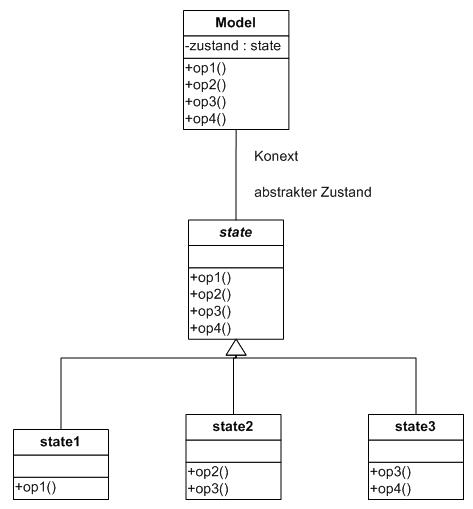 Model
-zustand : state
+op1()
+op2()
+op3()
+op4()
Konext
abstrakter Zustand
state
+op1()
+op2()
+op3()
+op4()
state1
+op1()
state2
+op2()
+op3()
state3
+op3()
+op4()